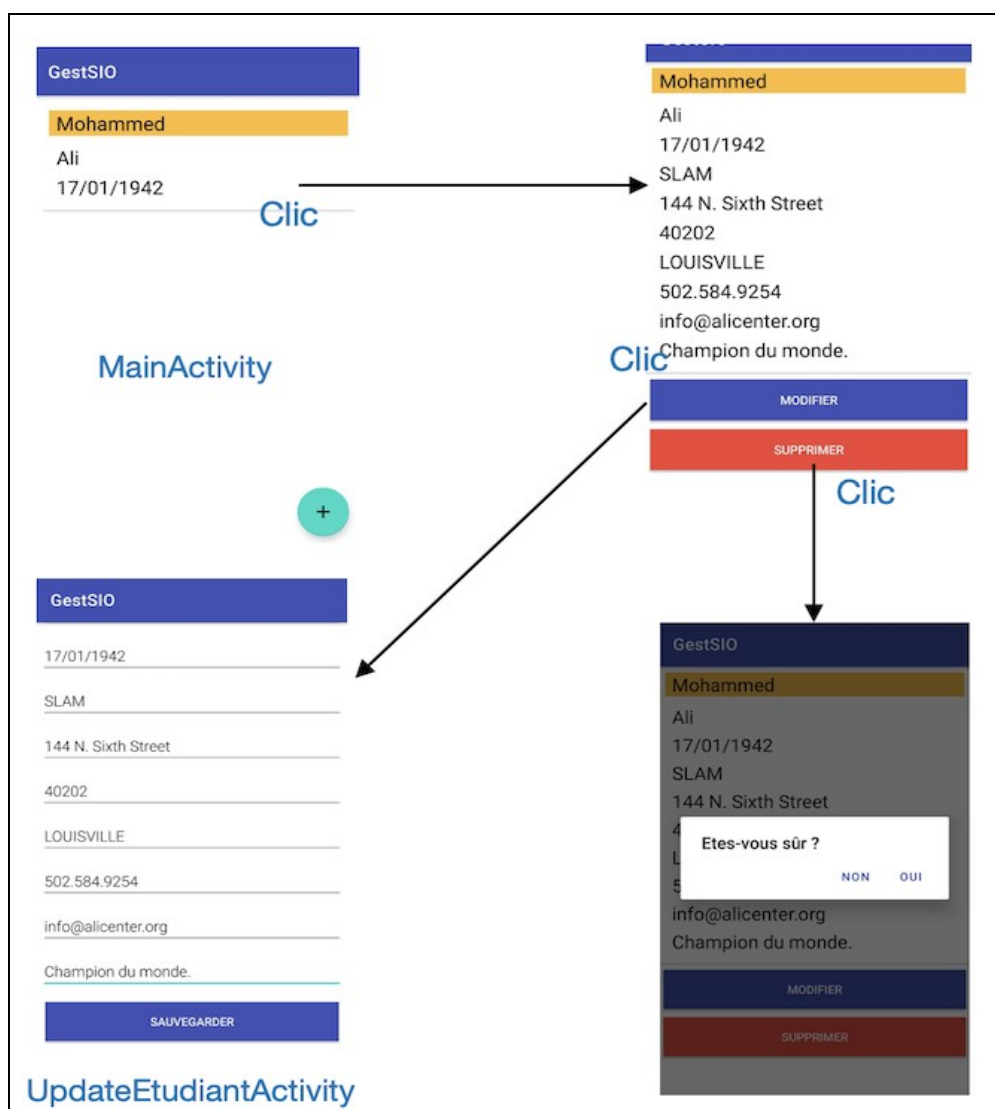 GestSIO
Mohammed
Ali
17/01/1942
Clic
MainActivity
+
Mohammed
Ali
17/01/1942
SLAM
144 N. Sixth Street
40202
LOUISVILLE
502.584.9254
info@alicenter.org
Champion du monde.
Clic
MODIFIER
SUPPRIMER
Clic
GestSIO
17/01/1942
SLAM
144 N. Sixth Street
40202
LOUISVILLE
502.584.9254
info@alicenter.org
Champion du monde.
SAUVEGARDER
UpdateEtudiantActivity
GestSIO
Mohammed
Ali
17/01/1942
SLAM
144 N. Sixth Street
4
L
5
Etes-vous sûr ?
NON OUI
info@alicenter.org
Champion du monde.
MODIFIER
SUPPRIMER